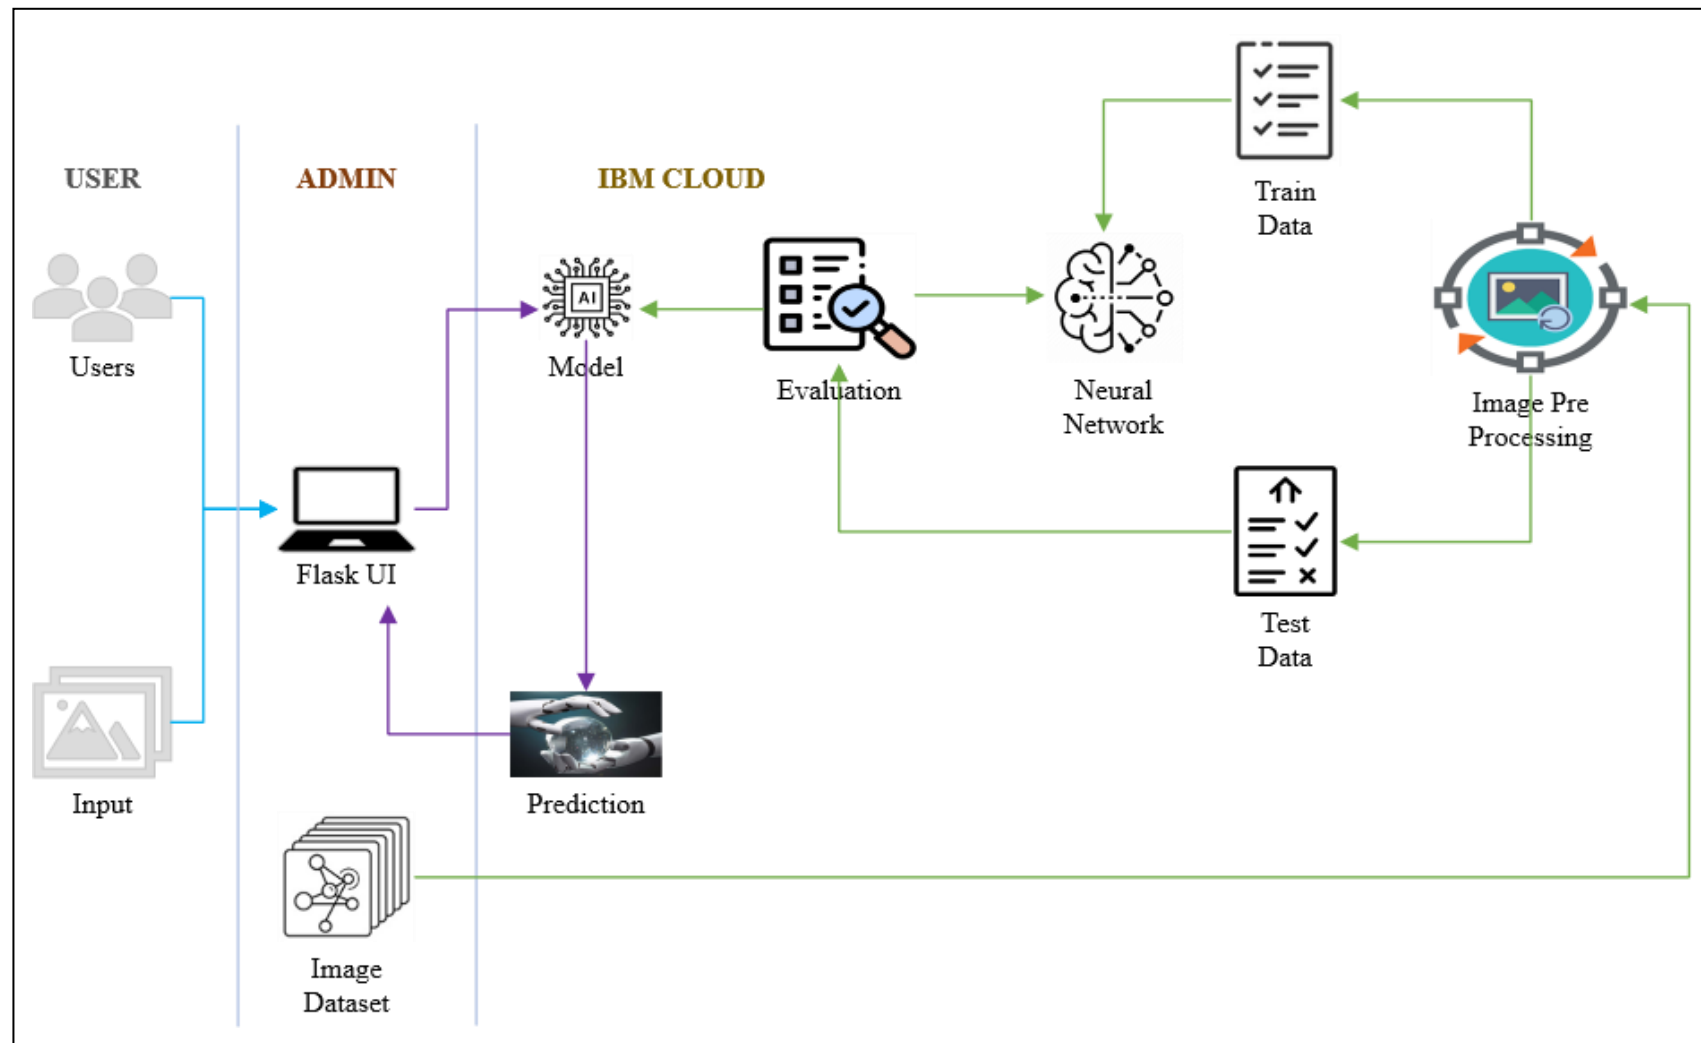 USER
ADMIN
IBM CLOUD
Train
Data
Users
Model
AI
Evaluation
Neural
Network
Image Pre
Processing
Flask UI
Test
Data
Input
Prediction
Image
Dataset